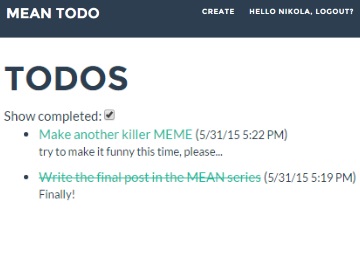 MEAN TODO CREATE HELLO NIKOLA, LOGOUT?
TODOS
Show completed:
Make another killer MEME (5/31/15 5:22 PM)
try to make it funny this time, please...
Write the final post in the MEAN series (5/31/15 5:19 PM)
Finally!